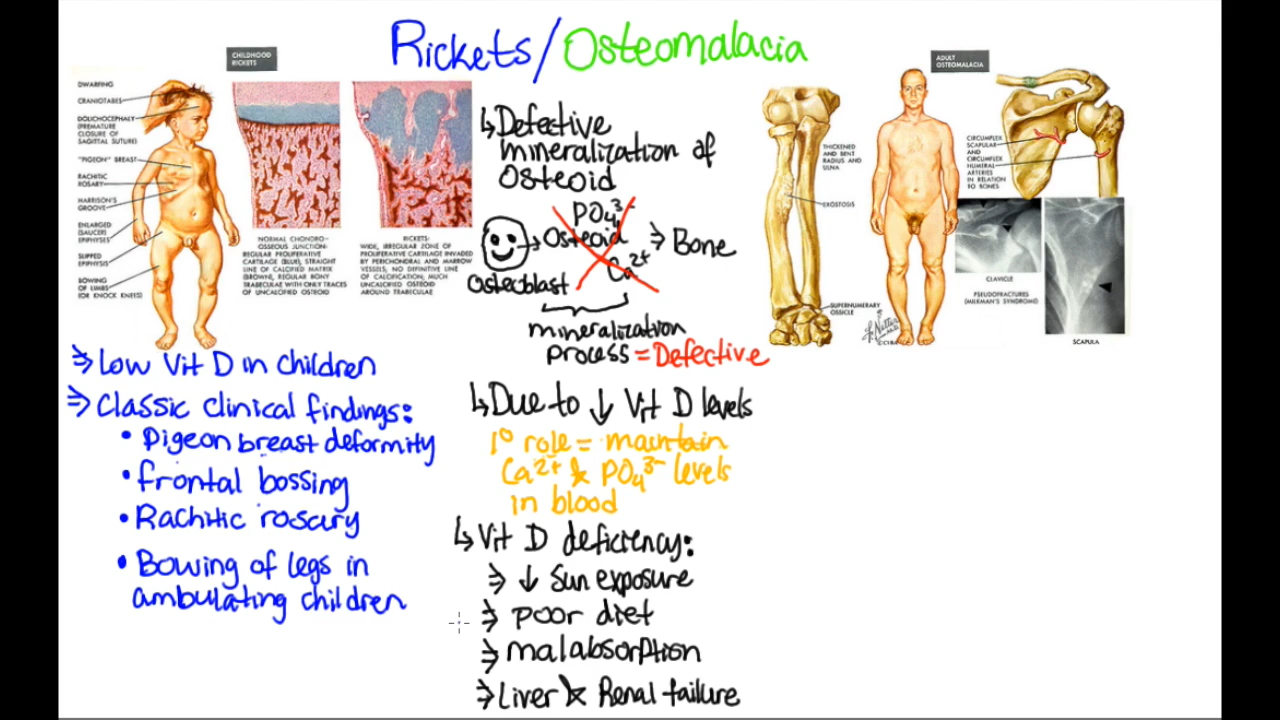 Rickets/Osteomalacia
CHILDHOOD
RICKETS
DWARFING
CRANIOTABES
DOLICHOCEPHALY
(PREMATURE
CLOSURE OF
SAGITTAL SUTURE)
"PIGEON" BREAST
RACHITIC
ROSARY
HARRISON'S
GROOVE
ENLARGED
(SAUCER)
EPIPHYSES
SLIPPED
EPIPHYSIS
BOWING
OF LIMBS
(OR KNOCK KNEES)
NORMAL CHONDRO-
OSSEOUS JUNCTION-
REGULAR PROLIFERATIVE
CARTILAGE (BLUE), STRAIGHT
LINE OF CALCIFIED MATRIX
(BROWN), REGULAR BONY
TRABECULAE WITH ONLY TRACES
OF UNCALCIFIED OSTEOID
RICKETS-
WIDE, IRREGULAR ZONE OF
PROLIFERATIVE CARTILAGE INVADED
BY PERICHONDRAL AND MARROW
VESSELS, NO DEFINITIVE LINE
OF CALCIFICATION, MUCH
UNCALCIFIED OSTEOID
AROUND TRABECULAE
⇒ Low Vit D in children
⇒ Classic clinical findings:
• Pigeon breast deformity
• frontal bossing
• Rachitic rosary
• Bowing of legs in
ambulating children
↳ Defective
mineralization of
Osteoid
PO₄³⁻
→ Osteoid ⇒ Bone
Ca²⁺
Osteoblast
mineralization
process = Defective
↳ Due to ↓ Vit D levels
1° role = maintain
Ca²⁺ & PO₄³⁻ levels
in blood
↳ Vit D deficiency:
⇒ ↓ Sun exposure
⇒ poor diet
⇒ malabsorption
⇒ Liver & Renal failure
ADULT
OSTEOMALACIA
THICKENED
AND BENT
RADIUS AND
ULNA
EXOSTOSIS
SUPERNUMERARY
OSSICLE
F. Netter
M.D.
©CIBA
CIRCUMFLEX
SCAPULAR
AND
CIRCUMFLEX
HUMERAL
ARTERIES
IN RELATION
TO BONES
CLAVICLE
PSEUDOFRACTURES
(MILKMAN'S SYNDROME)
SCAPULA